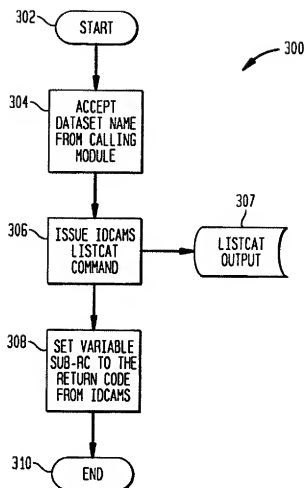 302
START
300
304
ACCEPT
DATASET NAME
FROM CALLING
MODULE
306
ISSUE IDCAMS
LISTCAT
COMMAND
307
LISTCAT
OUTPUT
308
SET VARIABLE
SUB-RC TO THE
RETURN CODE
FROM IDCAMS
310
END